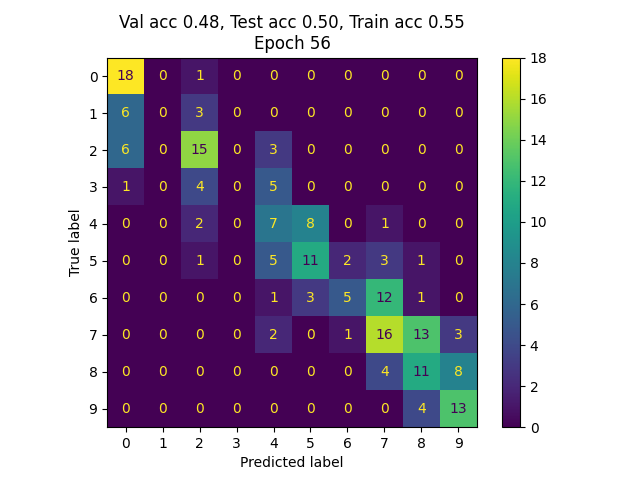 Val acc 0.48, Test acc 0.50, Train acc 0.55
Epoch 56
0 18 0 1 0 0 0 0 0 0 0
1 6 0 3 0 0 0 0 0 0 0
2 6 0 15 0 3 0 0 0 0 0
3 1 0 4 0 5 0 0 0 0 0
4 0 0 2 0 7 8 0 1 0 0
5 0 0 1 0 5 11 2 3 1 0
6 0 0 0 0 1 3 5 12 1 0
7 0 0 0 0 2 0 1 16 13 3
8 0 0 0 0 0 0 0 4 11 8
9 0 0 0 0 0 0 0 0 4 13
0 1 2 3 4 5 6 7 8 9
Predicted label
True label
18
16
14
12
10
8
6
4
2
0